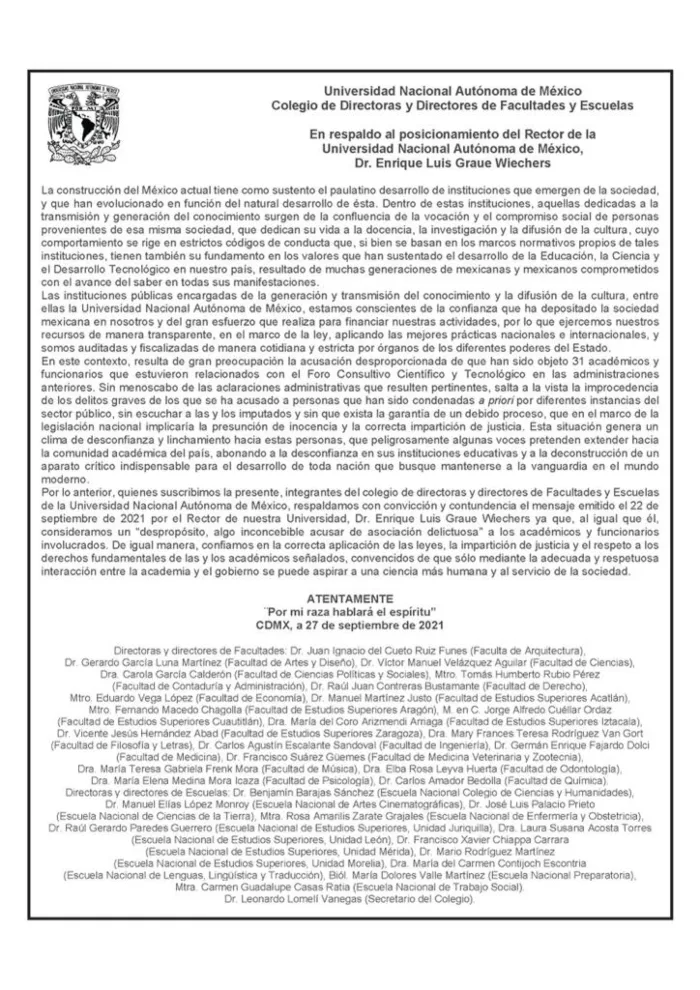 Universidad Nacional Autónoma de México
Colegio de Directoras y Directores de Facultades y Escuelas
En respaldo al posicionamiento del Rector de la
Universidad Nacional Autónoma de México,
Dr. Enrique Luis Graue Wiechers
La construcción del México actual tiene como sustento el paulatino desarrollo de instituciones que emergen de la sociedad,
y que han evolucionado en función del natural desarrollo de ésta. Dentro de estas instituciones, aquellas dedicadas a la
transmisión y generación del conocimiento surgen de la confluencia de la vocación y el compromiso social de personas
provenientes de esa misma sociedad, que dedican su vida a la docencia, la investigación y la difusión de la cultura, cuyo
comportamiento se rige en estrictos códigos de conducta que, si bien se basan en los marcos normativos propios de tales
instituciones, tienen también su fundamento en los valores que han sustentado el desarrollo de la Educación, la Ciencia y
el Desarrollo Tecnológico en nuestro país, resultado de muchas generaciones de mexicanas y mexicanos comprometidos
con el avance del saber en todas sus manifestaciones.
Las instituciones públicas encargadas de la generación y transmisión del conocimiento y la difusión de la cultura, entre
ellas la Universidad Nacional Autónoma de México, estamos conscientes de la confianza que ha depositado la sociedad
mexicana en nosotros y del gran esfuerzo que realiza para financiar nuestras actividades, por lo que ejercemos nuestros
recursos de manera transparente, en el marco de la ley, aplicando las mejores prácticas nacionales e internacionales, y
somos auditadas y fiscalizadas de manera cotidiana y estricta por órganos de los diferentes poderes del Estado.
En este contexto, resulta de gran preocupación la acusación desproporcionada de que han sido objeto 31 académicos y
funcionarios que estuvieron relacionados con el Foro Consultivo Científico y Tecnológico en las administraciones
anteriores. Sin menoscabo de las aclaraciones administrativas que resulten pertinentes, salta a la vista la improcedencia
de los delitos graves de los que se ha acusado a personas que han sido condenadas a priori por diferentes instancias del
sector público, sin escuchar a las y los imputados y sin que exista la garantía de un debido proceso, que en el marco de la
legislación nacional implicaría la presunción de inocencia y la correcta impartición de justicia. Esta situación genera un
clima de desconfianza y linchamiento hacia estas personas, que peligrosamente algunas voces pretenden extender hacia
la comunidad académica del país, abonando a la desconfianza en sus instituciones educativas y a la deconstrucción de un
aparato crítico indispensable para el desarrollo de toda nación que busque mantenerse a la vanguardia en el mundo
moderno.
Por lo anterior, quienes suscribimos la presente, integrantes del colegio de directoras y directores de Facultades y Escuelas
de la Universidad Nacional Autónoma de México, respaldamos con convicción y contundencia el mensaje emitido el 22 de
septiembre de 2021 por el Rector de nuestra Universidad, Dr. Enrique Luis Graue Wiechers ya que, al igual que él,
consideramos un “despropósito, algo inconcebible acusar de asociación delictuosa” a los académicos y funcionarios
involucrados. De igual manera, confiamos en la correcta aplicación de las leyes, la impartición de justicia y el respeto a los
derechos fundamentales de las y los académicos señalados, convencidos de que sólo mediante la adecuada y respetuosa
interacción entre la academia y el gobierno se puede aspirar a una ciencia más humana y al servicio de la sociedad.
ATENTAMENTE
¨Por mi raza hablará el espíritu”
CDMX, a 27 de septiembre de 2021
Directoras y directores de Facultades: Dr. Juan Ignacio del Cueto Ruiz Funes (Faculta de Arquitectura),
Dr. Gerardo García Luna Martínez (Facultad de Artes y Diseño), Dr. Víctor Manuel Velázquez Aguilar (Facultad de Ciencias),
Dra. Carola García Calderón (Facultad de Ciencias Políticas y Sociales), Mtro. Tomás Humberto Rubio Pérez
(Facultad de Contaduría y Administración), Dr. Raúl Juan Contreras Bustamante (Facultad de Derecho),
Mtro. Eduardo Vega López (Facultad de Economía), Dr. Manuel Martínez Justo (Facultad de Estudios Superiores Acatlán),
Mtro. Fernando Macedo Chagolla (Facultad de Estudios Superiores Aragón), M. en C. Jorge Alfredo Cuéllar Ordaz
(Facultad de Estudios Superiores Cuautitlán), Dra. María del Coro Arizmendi Arriaga (Facultad de Estudios Superiores Iztacala),
Dr. Vicente Jesús Hernández Abad (Facultad de Estudios Superiores Zaragoza), Dra. Mary Frances Teresa Rodríguez Van Gort
(Facultad de Filosofía y Letras), Dr. Carlos Agustín Escalante Sandoval (Facultad de Ingeniería), Dr. Germán Enrique Fajardo Dolci
(Facultad de Medicina), Dr. Francisco Suárez Güemes (Facultad de Medicina Veterinaria y Zootecnia),
Dra. María Teresa Gabriela Frenk Mora (Facultad de Música), Dra. Elba Rosa Leyva Huerta (Facultad de Odontología),
Dra. María Elena Medina Mora Icaza (Facultad de Psicología), Dr. Carlos Amador Bedolla (Facultad de Química).
Directoras y directores de Escuelas: Dr. Benjamín Barajas Sánchez (Escuela Nacional Colegio de Ciencias y Humanidades),
Dr. Manuel Elías López Monroy (Escuela Nacional de Artes Cinematográficas), Dr. José Luis Palacio Prieto
(Escuela Nacional de Ciencias de la Tierra), Mtra. Rosa Amarilis Zarate Grajales (Escuela Nacional de Enfermería y Obstetricia),
Dr. Raúl Gerardo Paredes Guerrero (Escuela Nacional de Estudios Superiores, Unidad Juriquilla), Dra. Laura Susana Acosta Torres
(Escuela Nacional de Estudios Superiores, Unidad León), Dr. Francisco Xavier Chiappa Carrara
(Escuela Nacional de Estudios Superiores, Unidad Mérida), Dr. Mario Rodríguez Martínez
(Escuela Nacional de Estudios Superiores, Unidad Morelia), Dra. María del Carmen Contijoch Escontria
(Escuela Nacional de Lenguas, Lingüística y Traducción), Biól. María Dolores Valle Martínez (Escuela Nacional Preparatoria),
Mtra. Carmen Guadalupe Casas Ratia (Escuela Nacional de Trabajo Social).
Dr. Leonardo Lomelí Vanegas (Secretario del Colegio).